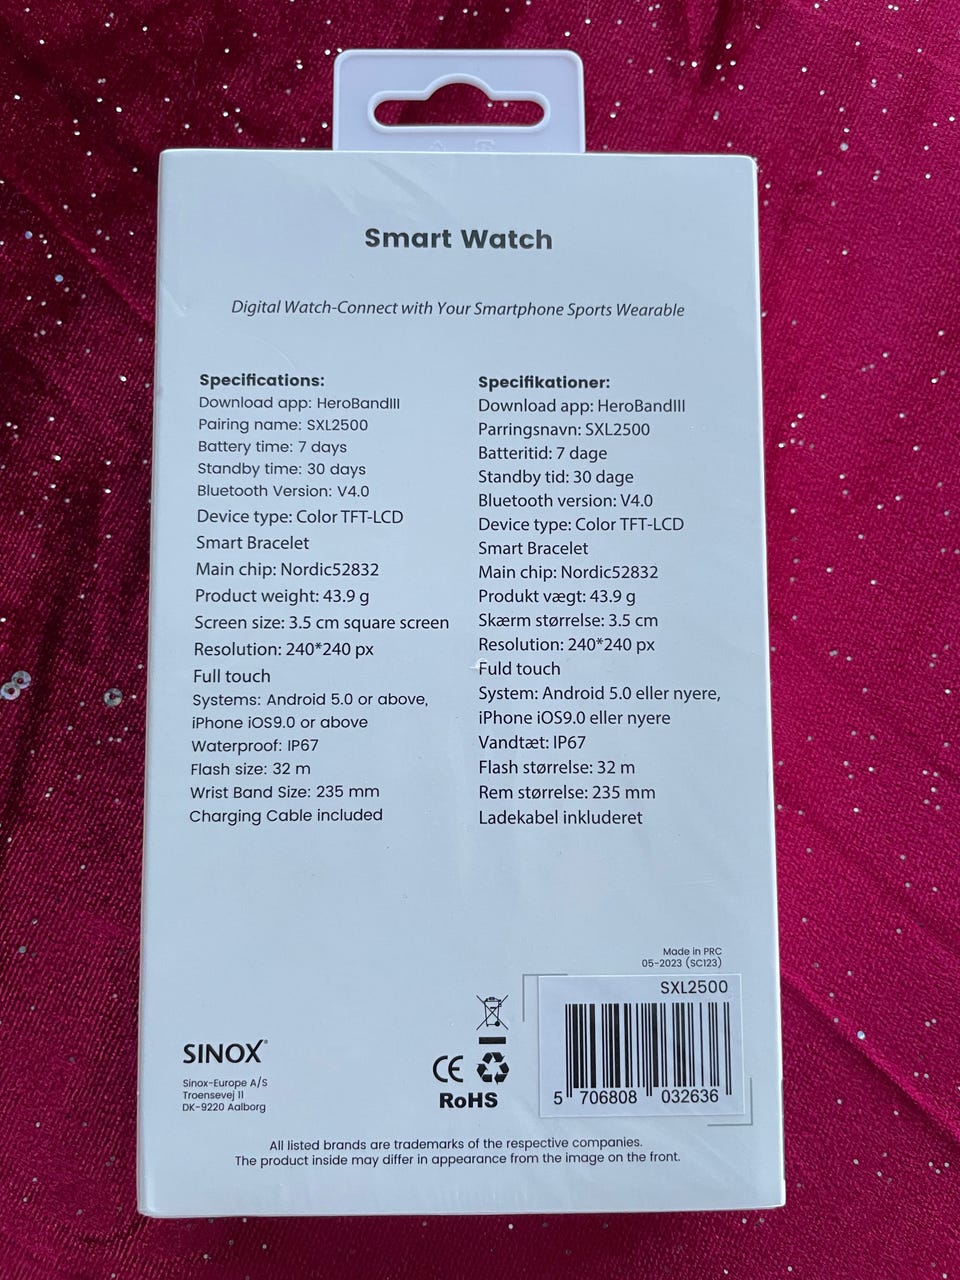 Smart Watch
Digital Watch-Connect with Your Smartphone Sports Wearable
Specifications:
Download app: HeroBandIII
Pairing name: SXL2500
Battery time: 7 days
Standby time: 30 days
Bluetooth Version: V4.0
Device type: Color TFT-LCD
Smart Bracelet
Main chip: Nordic52832
Product weight: 43.9 g
Screen size: 3.5 cm square screen
Resolution: 240*240 px
Full touch
Systems: Android 5.0 or above,
iPhone iOS9.0 or above
Waterproof: IP67
Flash size: 32 m
Wrist Band Size: 235 mm
Charging Cable included
Specifikationer:
Download app: HeroBandIII
Parringsnavn: SXL2500
Batteritid: 7 dage
Standby tid: 30 dage
Bluetooth version: V4.0
Device type: Color TFT-LCD
Smart Bracelet
Main chip: Nordic52832
Produkt vægt: 43.9 g
Skærm størrelse: 3.5 cm
Resolution: 240*240 px
Fuld touch
System: Android 5.0 eller nyere,
iPhone iOS9.0 eller nyere
Vandtæt: IP67
Flash størrelse: 32 m
Rem størrelse: 235 mm
Ladekabel inkluderet
Made in PRC
05-2023 (SC123)
SXL2500
5 706808 032636
SINOX®
Sinox-Europe A/S
Troensevej 11
DK-9220 Aalborg
CE
RoHS
All listed brands are trademarks of the respective companies.
The product inside may differ in appearance from the image on the front.